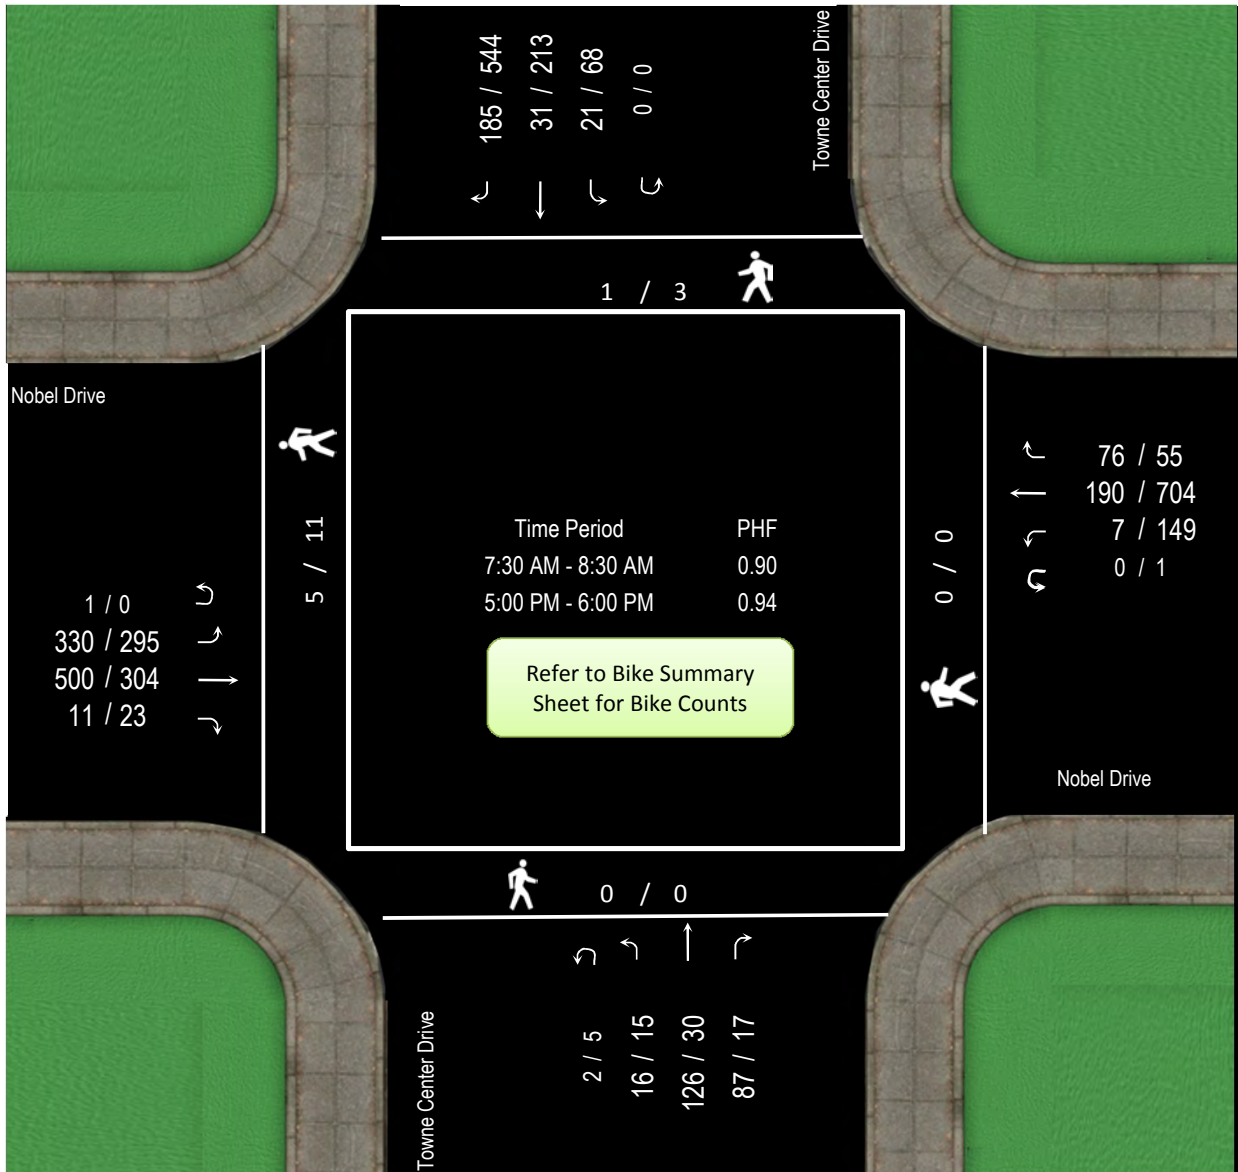 185 / 544
31 / 213
21 / 68
0 / 0
Towne Center Drive
1 / 3
Nobel Drive
5 / 11
1 / 0
330 / 295
500 / 304
11 / 23
Time Period PHF
7:30 AM - 8:30 AM 0.90
5:00 PM - 6:00 PM 0.94
Refer to Bike Summary
Sheet for Bike Counts
0 / 0
76 / 55
190 / 704
7 / 149
0 / 1
Nobel Drive
0 / 0
Towne Center Drive
2 / 5
16 / 15
126 / 30
87 / 17